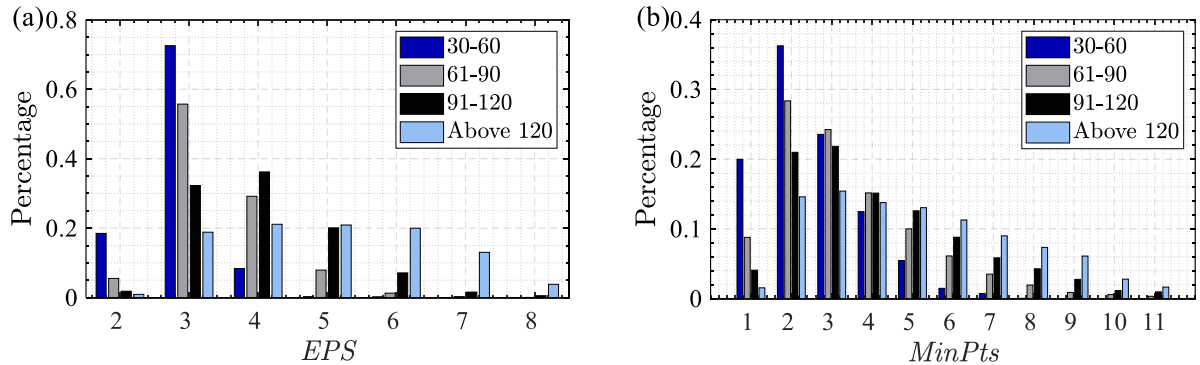 (a)
0.8
0.6
0.4
0.2
0
Percentage
30-60
61-90
91-120
Above 120
2 3 4 5 6 7 8
EPS
(b)
0.4
0.3
0.2
0.1
0
Percentage
30-60
61-90
91-120
Above 120
1 2 3 4 5 6 7 8 9 10 11
MinPts